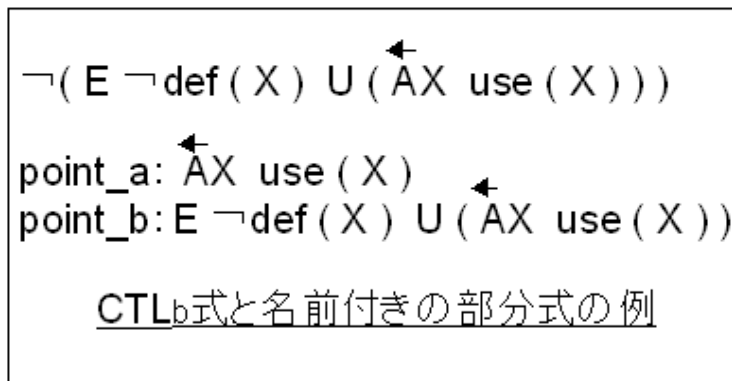 ¬( E ¬def ( X ) U ( A⃖X use ( X ) ) )
point_a: A⃖X use ( X )
point_b: E ¬def ( X ) U ( A⃖X use ( X ) )
CTLb式と名前付きの部分式の例